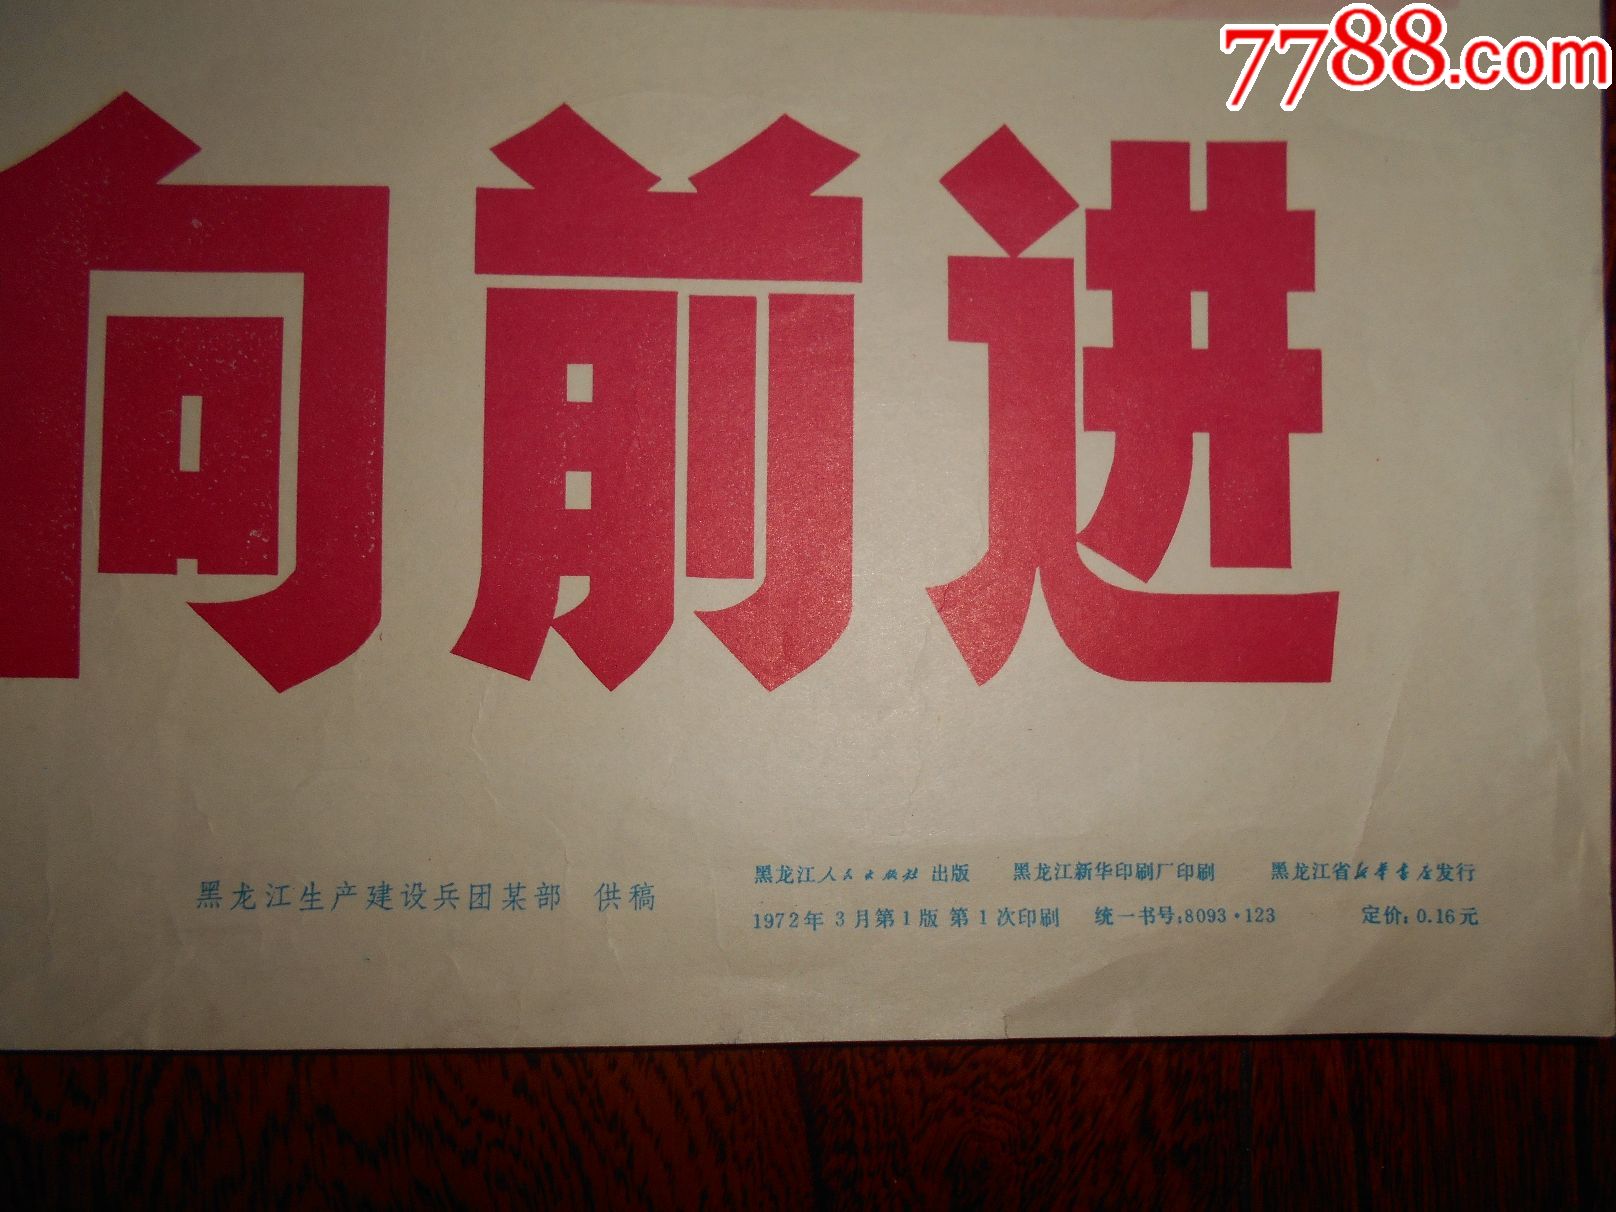 7788.com
向前进
黑龙江生产建设兵团某部 供稿
黑龙江人民出版社 出版 黑龙江新华印刷厂印刷 黑龙江省新华书店发行
1972年3月第1版 第1次印刷 统一书号:8093·123 定价:0.16元